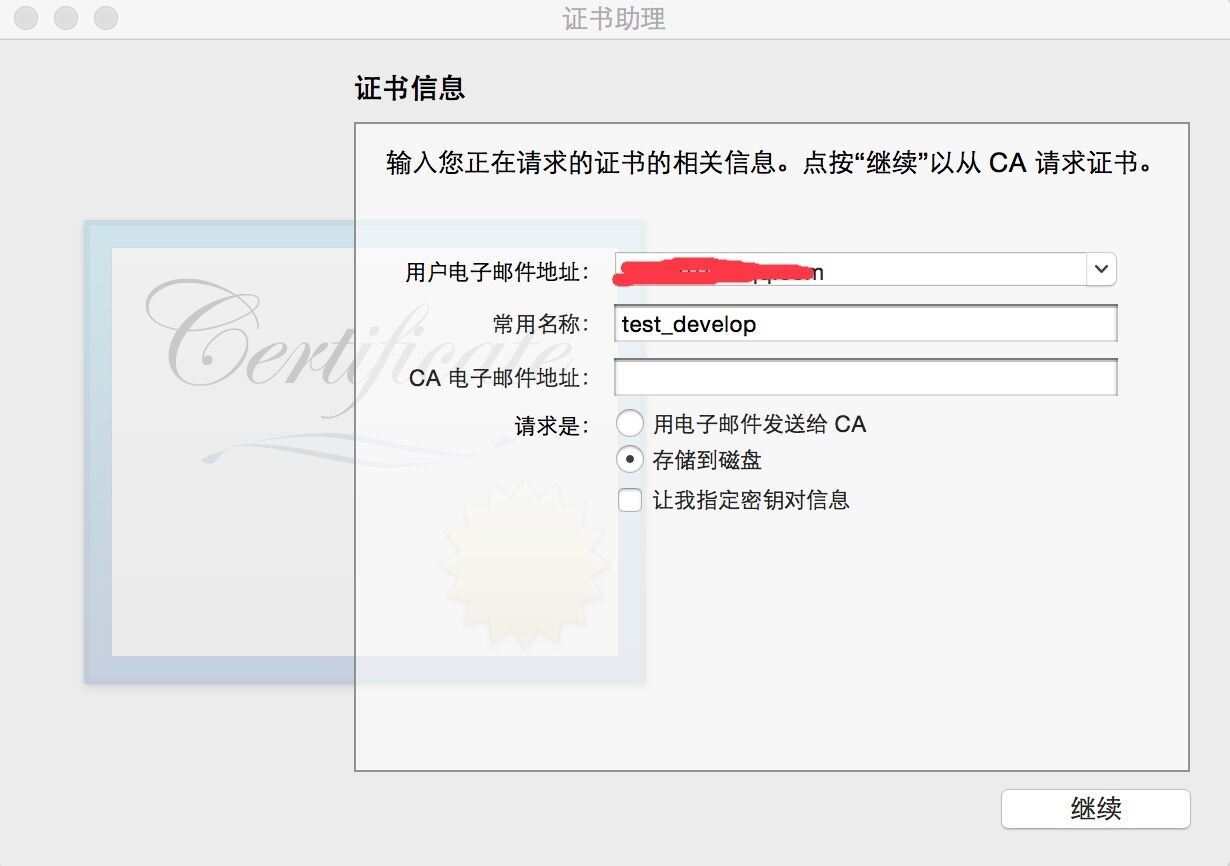 证书助理
证书信息
输入您正在请求的证书的相关信息。点按“继续”以从 CA 请求证书。
Certificate
用户电子邮件地址：
常用名称： test_develop
CA 电子邮件地址：
请求是： 用电子邮件发送给 CA
存储到磁盘
让我指定密钥对信息
继续